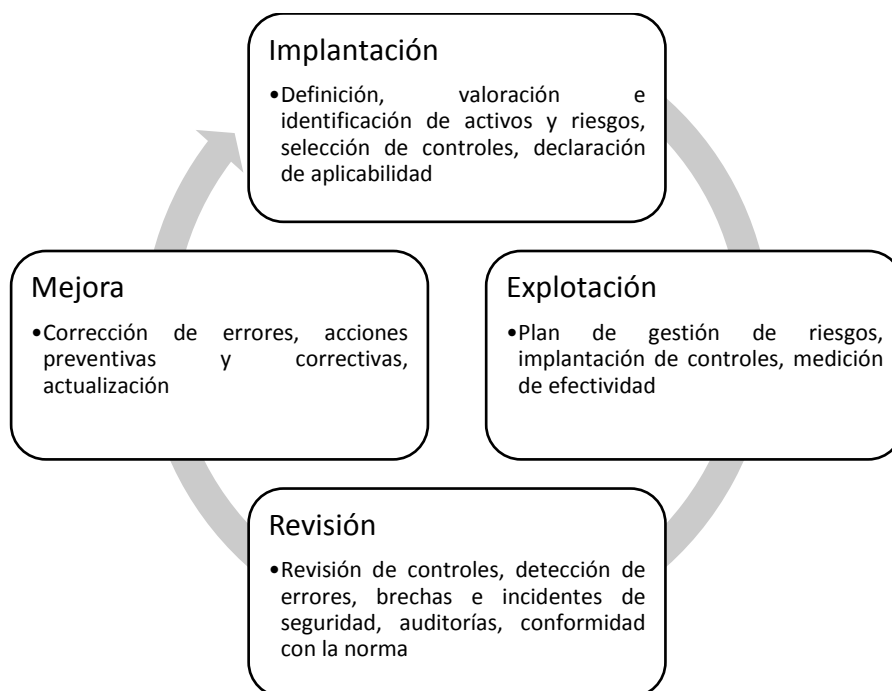 Implantación
•Definición, valoración e
identificación de activos y riesgos,
selección de controles, declaración
de aplicabilidad
Mejora
•Corrección de errores, acciones
preventivas y correctivas,
actualización
Explotación
•Plan de gestión de riesgos,
implantación de controles, medición
de efectividad
Revisión
•Revisión de controles, detección de
errores, brechas e incidentes de
seguridad, auditorías, conformidad
con la norma